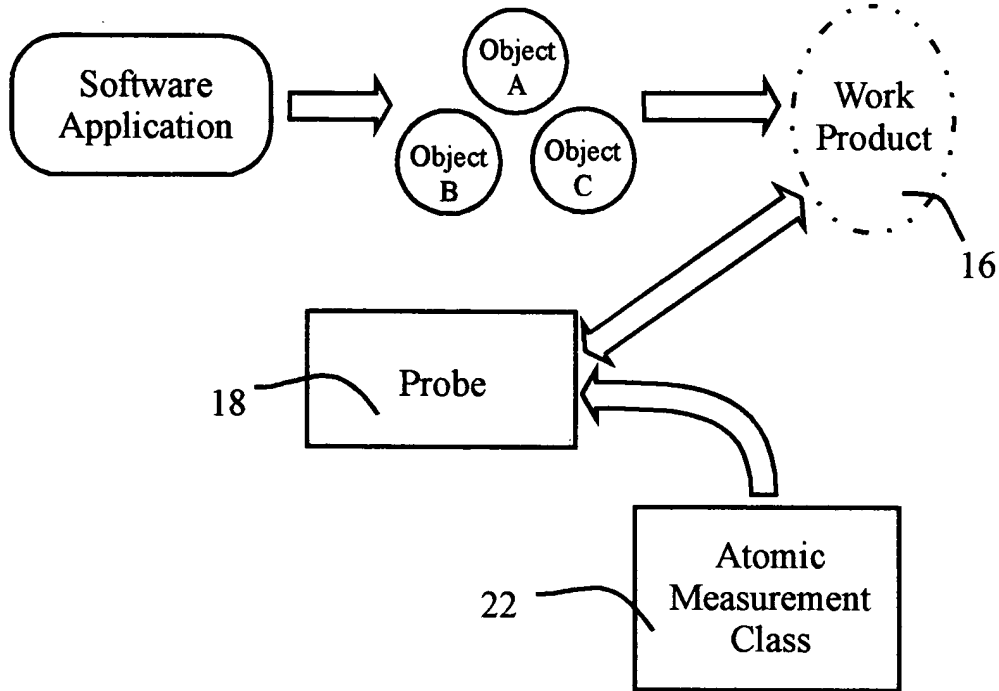 Software
Application
Object
A
Object
B
Object
C
Work
Product
16
Probe
18
Atomic
Measurement
Class
22